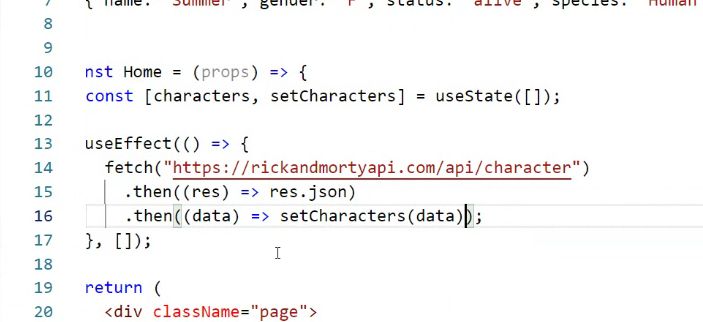 7 { name: "Summer", gender: "F", status: "alive", species: "Human
8
9
10 nst Home = (props) => {
11 const [characters, setCharacters] = useState([]);
12
13 useEffect(() => {
14 fetch("https://rickandmortyapi.com/api/character")
15 .then((res) => res.json)
16 .then((data) => setCharacters(data));
17 }, []);
18
19 return (
20 <div className="page">